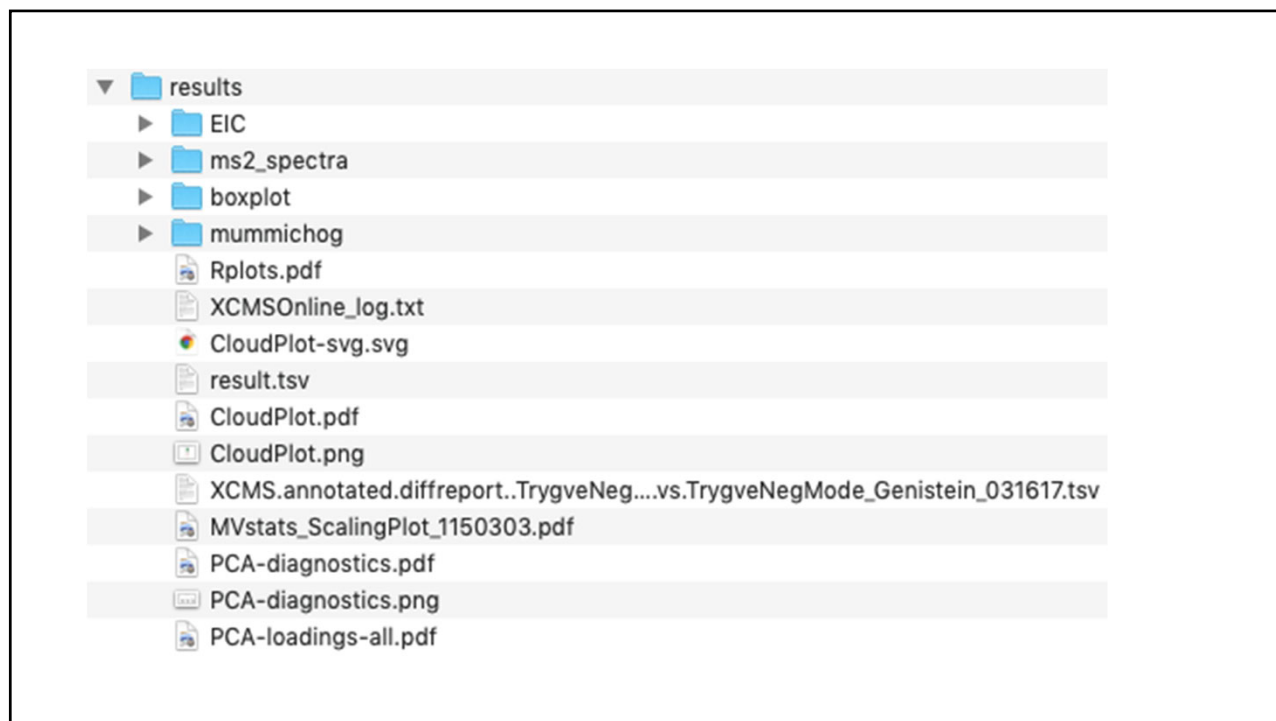 results
EIC
ms2_spectra
boxplot
mummichog
Rplots.pdf
XCMSOnline_log.txt
CloudPlot-svg.svg
result.tsv
CloudPlot.pdf
CloudPlot.png
XCMS.annotated.diffreport..TrygveNeg....vs.TrygveNegMode_Genistein_031617.tsv
MVstats_ScalingPlot_1150303.pdf
PCA-diagnostics.pdf
PCA-diagnostics.png
PCA-loadings-all.pdf